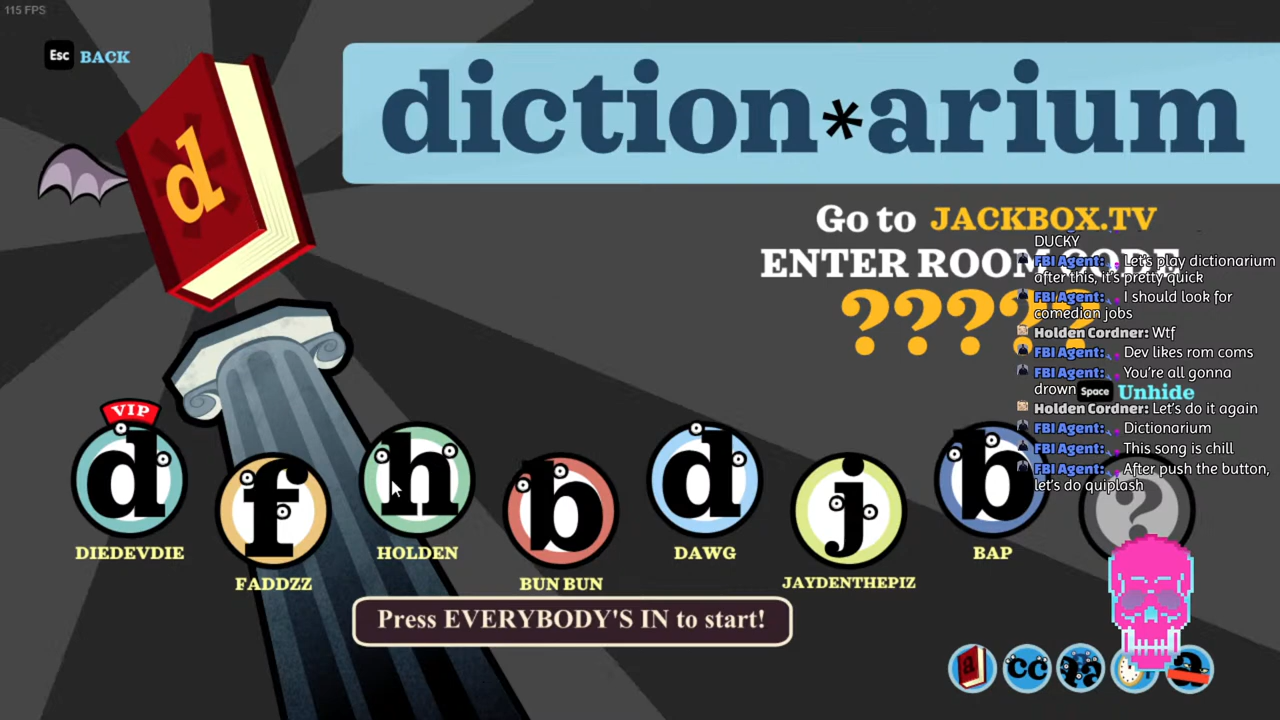 115 FPS
Esc BACK
d
diction*arium
Go to JACKBOX.TV
ENTER ROOM CODE
?????
DUCKY
FBI Agent: Let's play dictionarium
after this, it's pretty quick
FBI Agent: I should look for
comedian jobs
Holden Cordner: Wtf
FBI Agent: Dev likes rom coms
FBI Agent: You're all gonna
drown
Space Unhide
Holden Cordner: Let's do it again
FBI Agent: Dictionarium
FBI Agent: This song is chill
FBI Agent: After push the button,
let's do quiplash
VIP
d f h b d j b ?
DIEDEVDIE
FADDZZ
HOLDEN
BUN BUN
DAWG
JAYDENTHEPIZ
BAP
Press EVERYBODY'S IN to start!
d cc